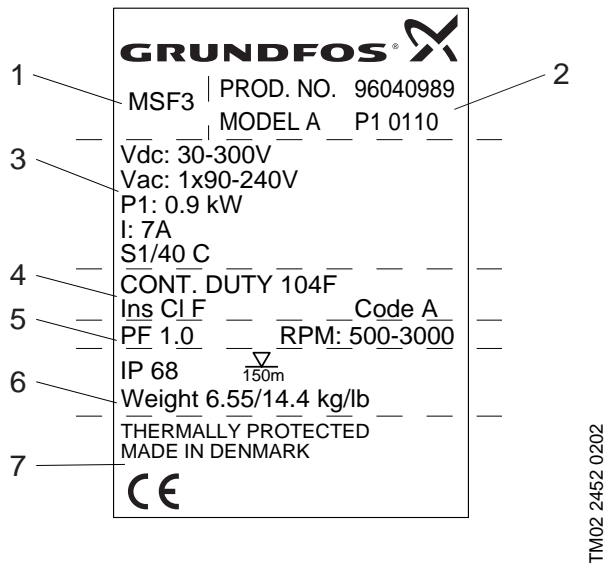 GRUNDFOS
1
MSF3
PROD. NO. 96040989
2
MODEL A P1 0110
3
Vdc: 30-300V
Vac: 1x90-240V
P1: 0.9 kW
I: 7A
S1/40 C
4
CONT. DUTY 104F
Ins Cl F Code A
5
PF 1.0 RPM: 500-3000
IP 68 150m
6
Weight 6.55/14.4 kg/lb
THERMALLY PROTECTED
MADE IN DENMARK
7
CE
TM02 2452 0202